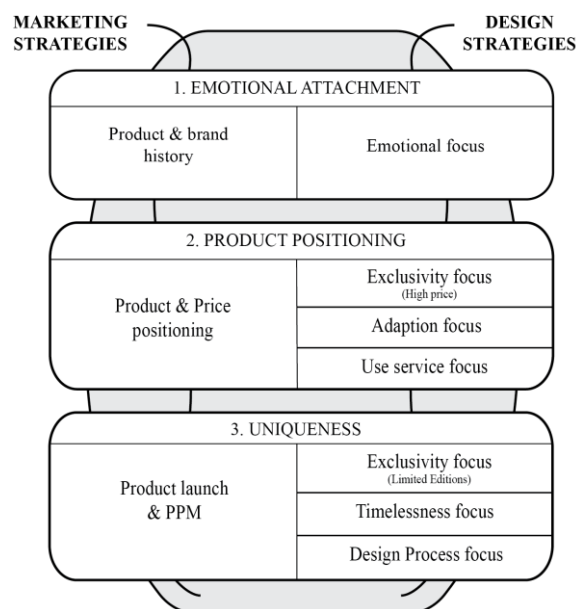 MARKETING
STRATEGIES
DESIGN
STRATEGIES
1. EMOTIONAL ATTACHMENT
Product & brand
history
Emotional focus
2. PRODUCT POSITIONING
Product & Price
positioning
Exclusivity focus
(High price)
Adaption focus
Use service focus
3. UNIQUENESS
Product launch
& PPM
Exclusivity focus
(Limited Editions)
Timelessness focus
Design Process focus